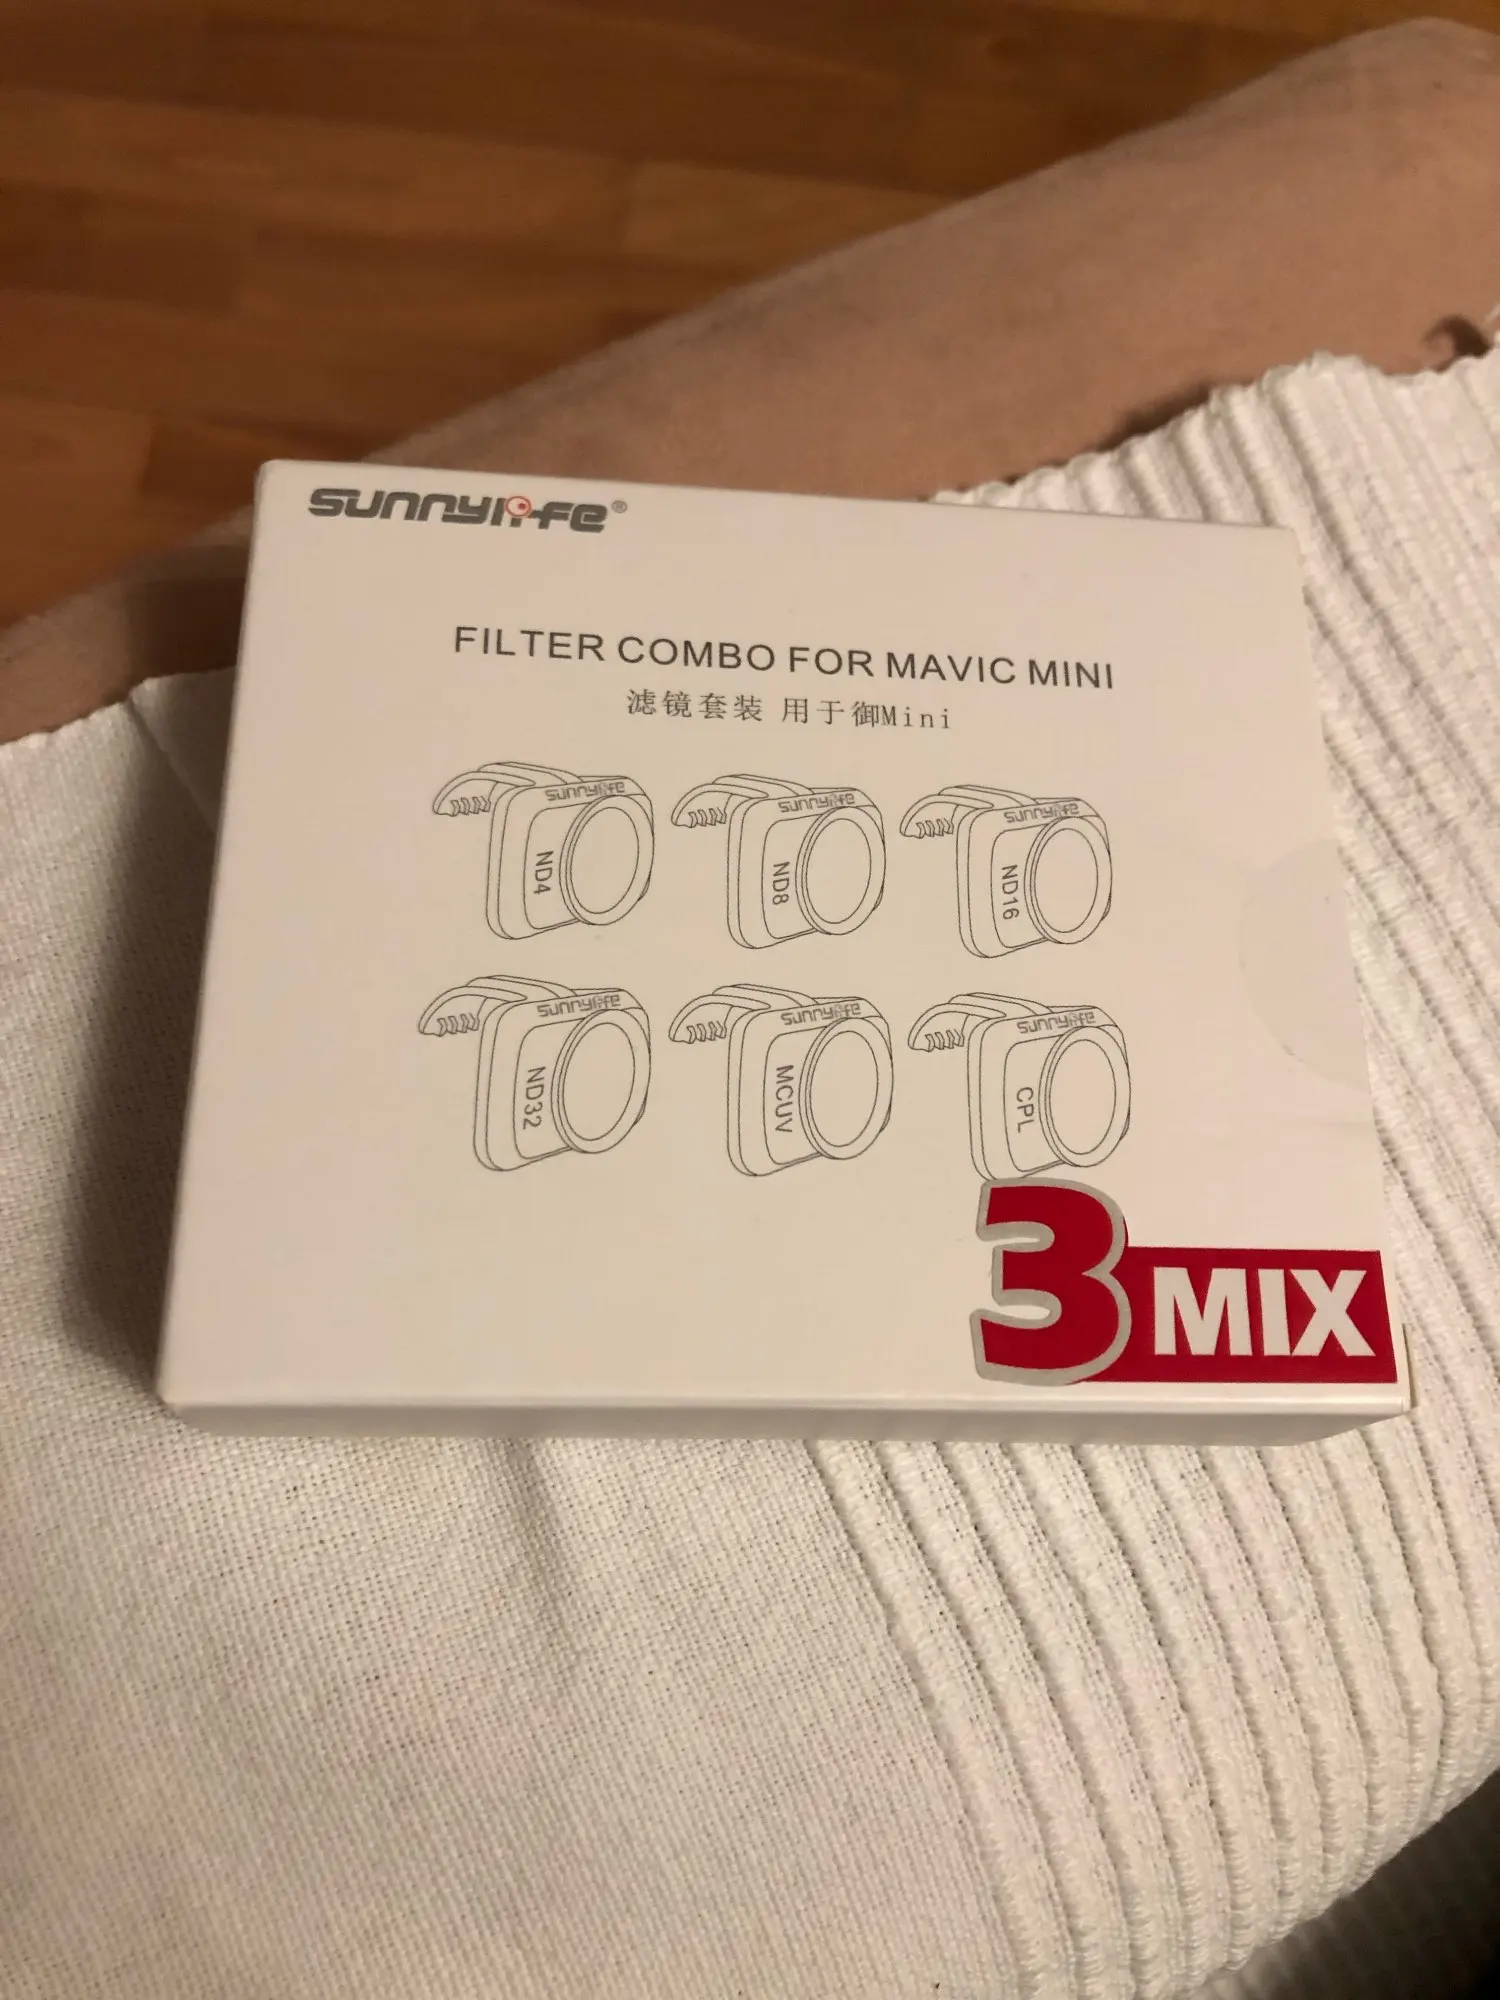 sunnylife®
FILTER COMBO FOR MAVIC MINI
滤镜套装 用于御Mini
sunnylife
ND4
sunnylife
ND8
sunnylife
ND16
sunnylife
ND32
sunnylife
MCUV
sunnylife
CPL
3 MIX